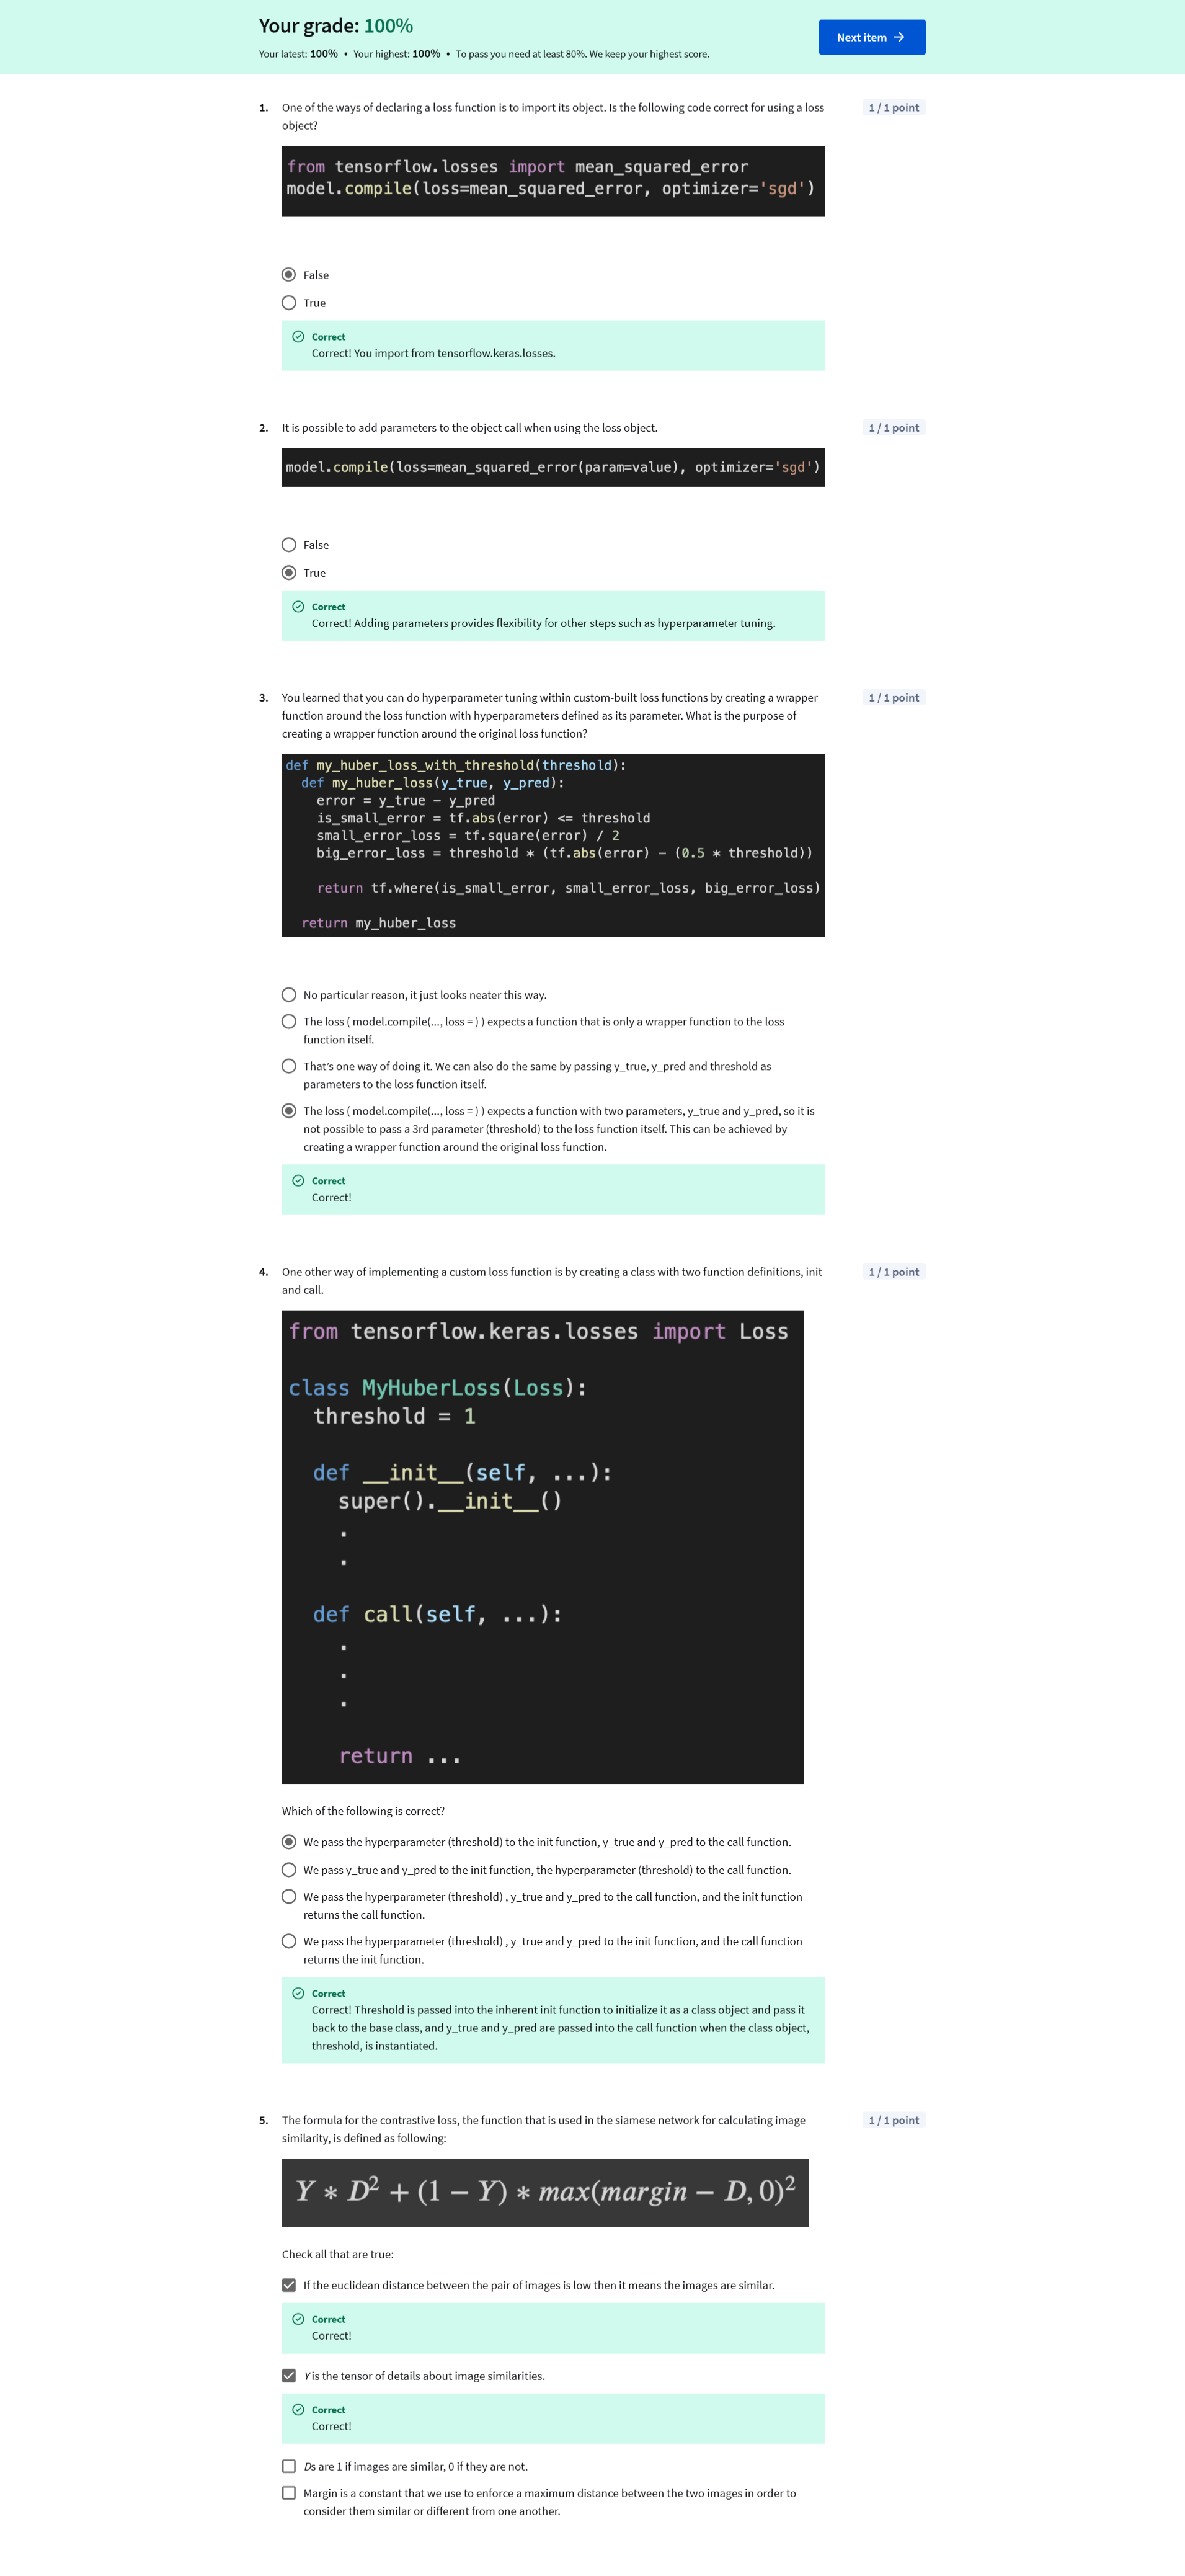 Your grade: 100%
Your latest: 100% • Your highest: 100% • To pass you need at least 80%. We keep your highest score.
Next item →
1. One of the ways of declaring a loss function is to import its object. Is the following code correct for using a loss
object?
1 / 1 point
from tensorflow.losses import mean_squared_error
model.compile(loss=mean_squared_error, optimizer='sgd')
False
True
Correct
Correct! You import from tensorflow.keras.losses.
2. It is possible to add parameters to the object call when using the loss object.
1 / 1 point
model.compile(loss=mean_squared_error(param=value), optimizer='sgd')
False
True
Correct
Correct! Adding parameters provides flexibility for other steps such as hyperparameter tuning.
3. You learned that you can do hyperparameter tuning within custom-built loss functions by creating a wrapper
function around the loss function with hyperparameters defined as its parameter. What is the purpose of
creating a wrapper function around the original loss function?
1 / 1 point
def my_huber_loss_with_threshold(threshold):
def my_huber_loss(y_true, y_pred):
error = y_true - y_pred
is_small_error = tf.abs(error) <= threshold
small_error_loss = tf.square(error) / 2
big_error_loss = threshold * (tf.abs(error) - (0.5 * threshold))
return tf.where(is_small_error, small_error_loss, big_error_loss)
return my_huber_loss
No particular reason, it just looks neater this way.
The loss ( model.compile(..., loss = ) ) expects a function that is only a wrapper function to the loss
function itself.
That's one way of doing it. We can also do the same by passing y_true, y_pred and threshold as
parameters to the loss function itself.
The loss ( model.compile(..., loss = ) ) expects a function with two parameters, y_true and y_pred, so it is
not possible to pass a 3rd parameter (threshold) to the loss function itself. This can be achieved by
creating a wrapper function around the original loss function.
Correct
Correct!
4. One other way of implementing a custom loss function is by creating a class with two function definitions, init
and call.
1 / 1 point
from tensorflow.keras.losses import Loss
class MyHuberLoss(Loss):
threshold = 1
def __init__(self, ...):
super().__init__()
.
.
def call(self, ...):
.
.
.
return ...
Which of the following is correct?
We pass the hyperparameter (threshold) to the init function, y_true and y_pred to the call function.
We pass y_true and y_pred to the init function, the hyperparameter (threshold) to the call function.
We pass the hyperparameter (threshold) , y_true and y_pred to the call function, and the init function
returns the call function.
We pass the hyperparameter (threshold) , y_true and y_pred to the init function, and the call function
returns the init function.
Correct
Correct! Threshold is passed into the inherent init function to initialize it as a class object and pass it
back to the base class, and y_true and y_pred are passed into the call function when the class object,
threshold, is instantiated.
5. The formula for the contrastive loss, the function that is used in the siamese network for calculating image
similarity, is defined as following:
1 / 1 point
Y * D² + (1 − Y) * max(margin − D, 0)²
Check all that are true:
If the euclidean distance between the pair of images is low then it means the images are similar.
Correct
Correct!
Y is the tensor of details about image similarities.
Correct
Correct!
Ds are 1 if images are similar, 0 if they are not.
Margin is a constant that we use to enforce a maximum distance between the two images in order to
consider them similar or different from one another.